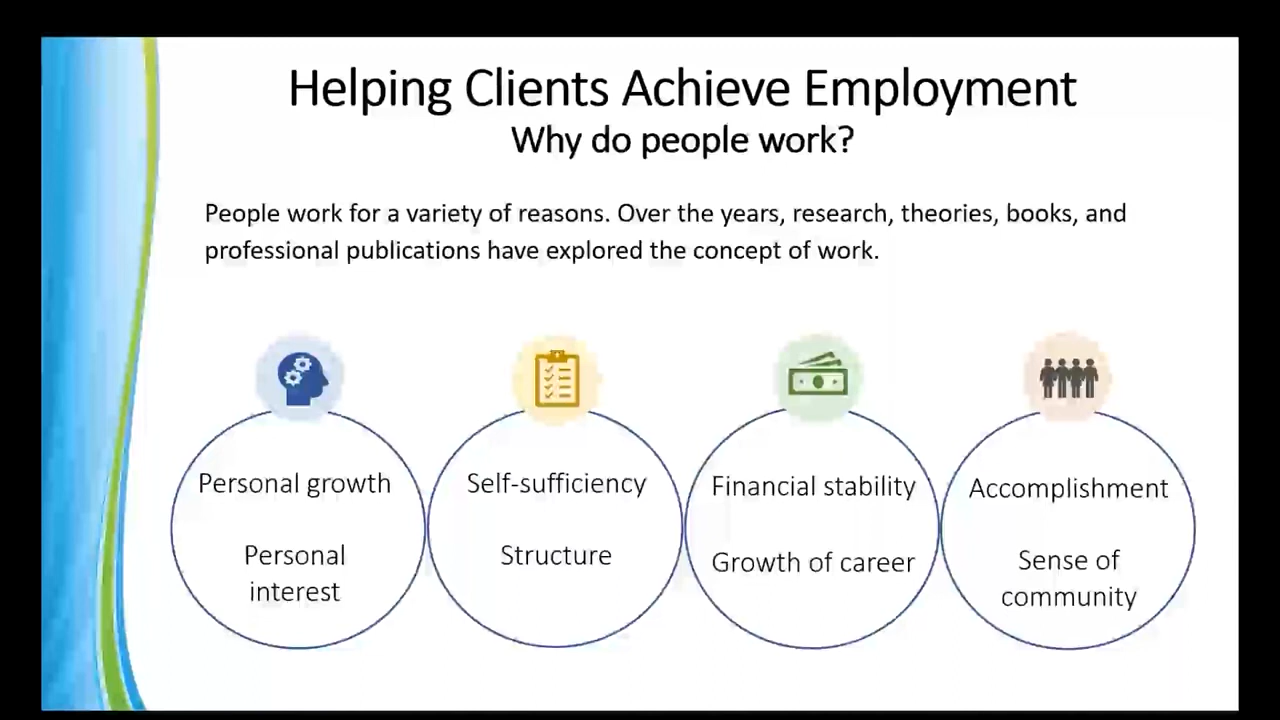 Helping Clients Achieve Employment
Why do people work?
People work for a variety of reasons. Over the years, research, theories, books, and
professional publications have explored the concept of work.
Personal growth
Personal
interest
Self-sufficiency
Structure
Financial stability
Growth of career
Accomplishment
Sense of
community